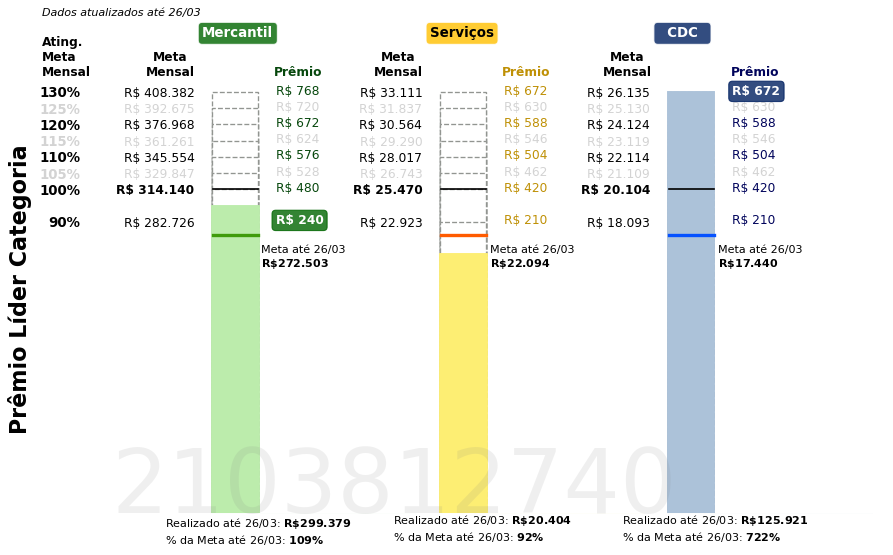 Dados atualizados até 26/03
Mercantil Serviços CDC
Ating. Meta Mensal Meta Mensal Prêmio Meta Mensal Prêmio Meta Mensal Prêmio
130% R$ 408.382 R$ 768 R$ 33.111 R$ 672 R$ 26.135 R$ 672
125% R$ 392.675 R$ 720 R$ 31.837 R$ 630 R$ 25.130 R$ 630
120% R$ 376.968 R$ 672 R$ 30.564 R$ 588 R$ 24.124 R$ 588
115% R$ 361.261 R$ 624 R$ 29.290 R$ 546 R$ 23.119 R$ 546
110% R$ 345.554 R$ 576 R$ 28.017 R$ 504 R$ 22.114 R$ 504
105% R$ 329.847 R$ 528 R$ 26.743 R$ 462 R$ 21.109 R$ 462
100% R$ 314.140 R$ 480 R$ 25.470 R$ 420 R$ 20.104 R$ 420
90% R$ 282.726 R$ 240 R$ 22.923 R$ 210 R$ 18.093 R$ 210
Meta até 26/03 Meta até 26/03 Meta até 26/03
R$272.503 R$22.094 R$17.440
Prêmio Líder Categoria
2103812740
Realizado até 26/03: R$299.379 Realizado até 26/03: R$20.404 Realizado até 26/03: R$125.921
% da Meta até 26/03: 109% % da Meta até 26/03: 92% % da Meta até 26/03: 722%